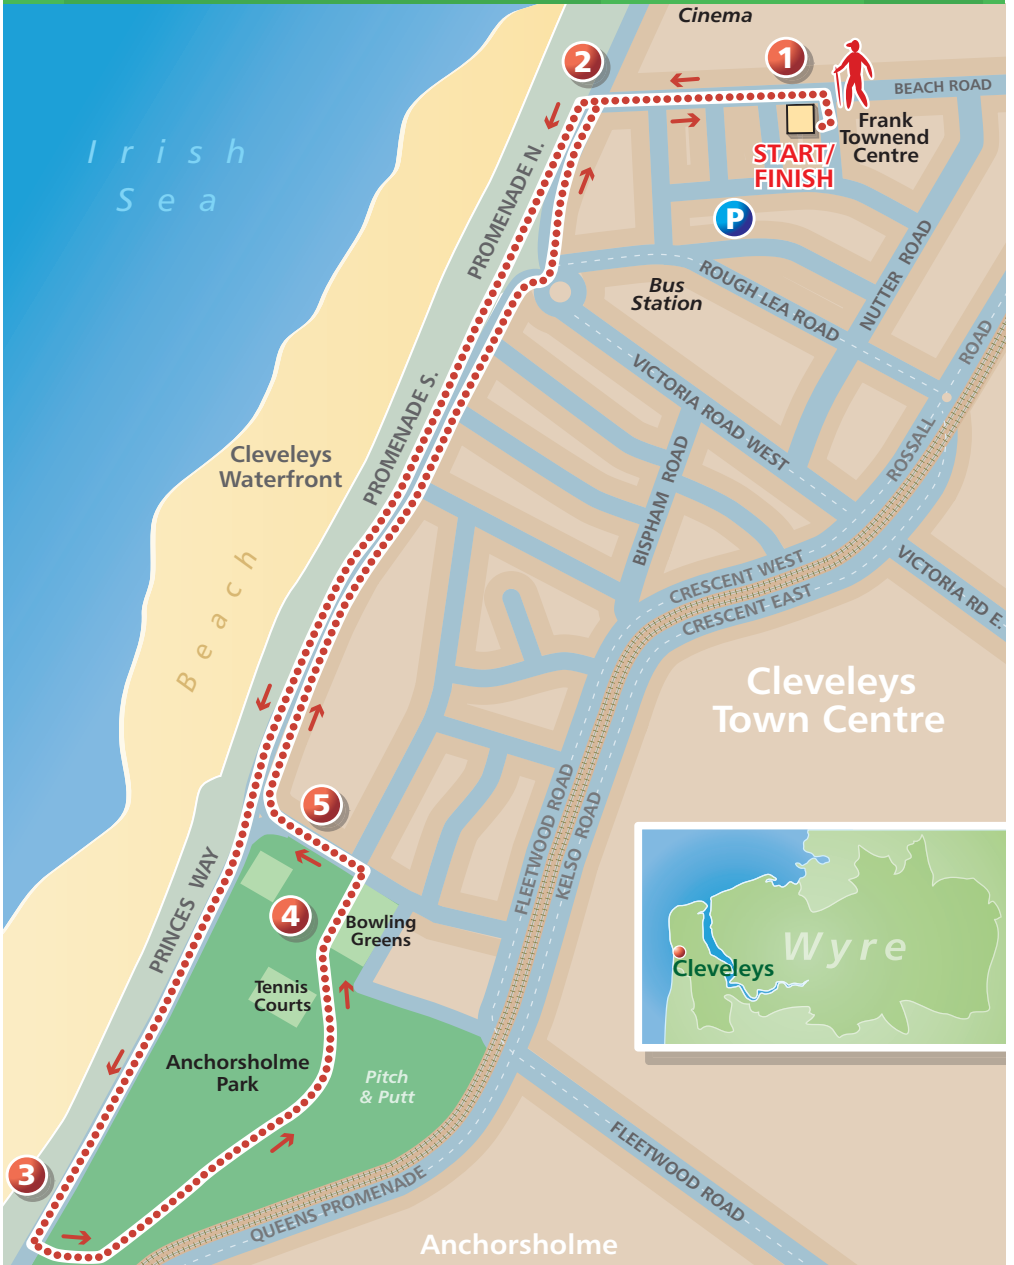 Cinema
2
1
BEACH ROAD
Frank
Townend
Centre
START/
FINISH
Irish
Sea
PROMENADE N.
P
NUTTER ROAD
Bus
Station
ROUGH LEA ROAD
ROAD
ROSSALL
VICTORIA ROAD WEST
PROMENADE S.
Cleveleys
Waterfront
BISPHAM ROAD
Beach
CRESCENT WEST
CRESCENT EAST
VICTORIA RD E.
Cleveleys
Town Centre
5
FLEETWOOD ROAD
KELSO ROAD
PRINCES WAY
4
Bowling
Greens
Tennis
Courts
Wyre
Cleveleys
Anchorsholme
Park
Pitch
& Putt
3
FLEETWOOD ROAD
QUEENS PROMENADE
Anchorsholme